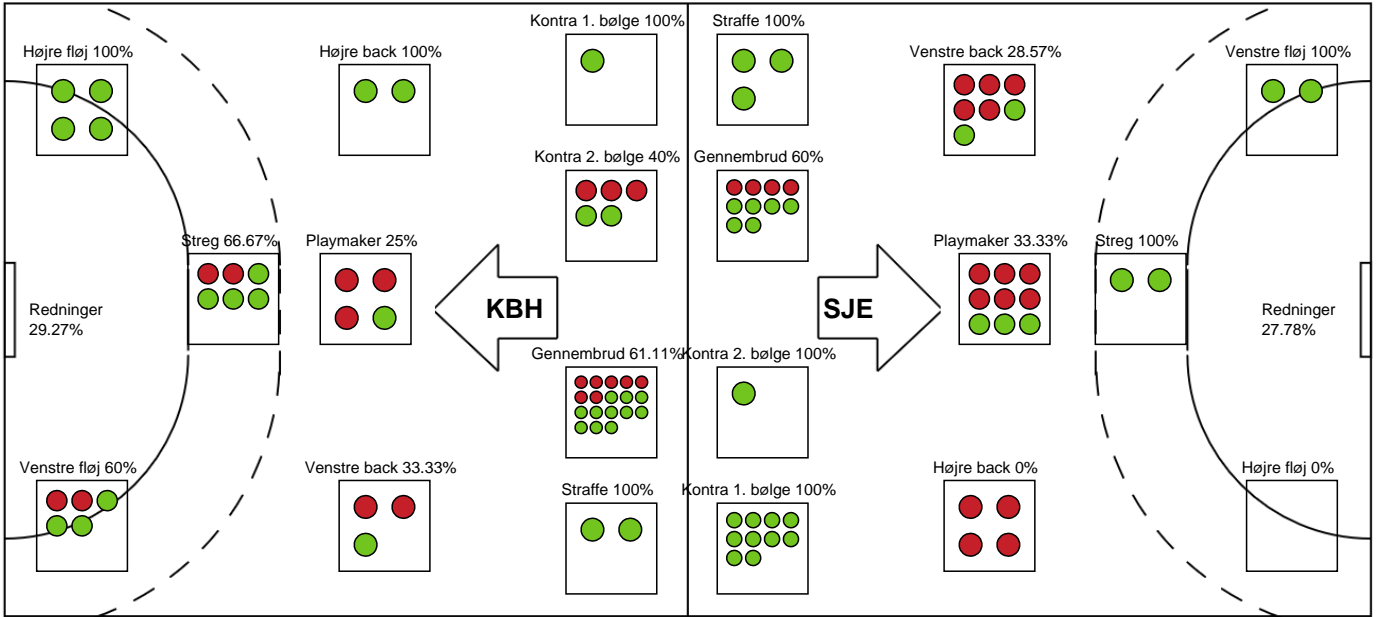 Kontra 1. bølge 100%
Straffe 100%
Højre fløj 100%
Højre back 100%
Venstre back 28.57%
Venstre fløj 100%
Kontra 2. bølge 40%
Gennembrud 60%
Streg 66.67%
Playmaker 25%
Playmaker 33.33%
Streg 100%
Redninger
29.27%
KBH
SJE
Redninger
27.78%
Gennembrud 61.11%
Kontra 2. bølge 100%
Venstre fløj 60%
Venstre back 33.33%
Højre back 0%
Højre fløj 0%
Straffe 100%
Kontra 1. bølge 100%